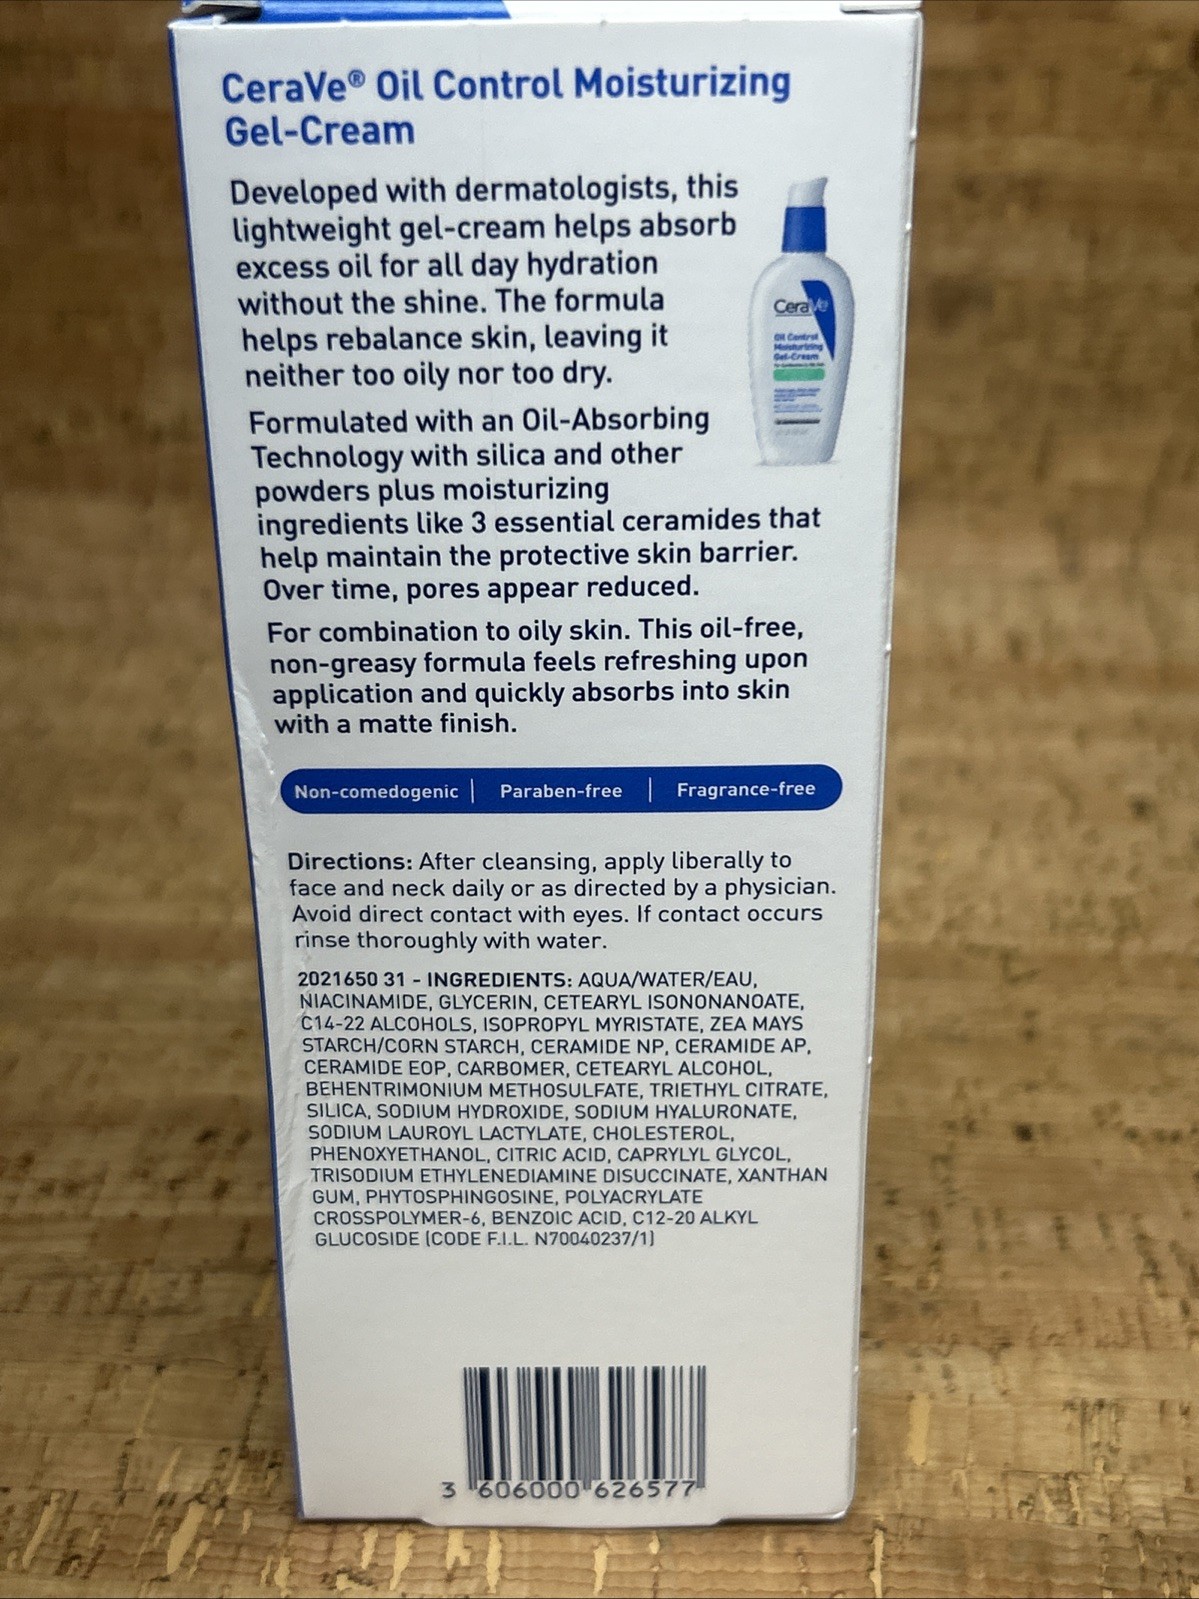 CeraVe® Oil Control Moisturizing
Gel-Cream
Developed with dermatologists, this
lightweight gel-cream helps absorb
excess oil for all day hydration
without the shine. The formula
helps rebalance skin, leaving it
neither too oily nor too dry.
Formulated with an Oil-Absorbing
Technology with silica and other
powders plus moisturizing
ingredients like 3 essential ceramides that
help maintain the protective skin barrier.
Over time, pores appear reduced.
For combination to oily skin. This oil-free,
non-greasy formula feels refreshing upon
application and quickly absorbs into skin
with a matte finish.
CeraVe
Oil Control
Moisturizing
Gel-Cream
Non-comedogenic | Paraben-free | Fragrance-free
Directions: After cleansing, apply liberally to
face and neck daily or as directed by a physician.
Avoid direct contact with eyes. If contact occurs
rinse thoroughly with water.
2021650 31 - INGREDIENTS: AQUA/WATER/EAU,
NIACINAMIDE, GLYCERIN, CETEARYL ISONONANOATE,
C14-22 ALCOHOLS, ISOPROPYL MYRISTATE, ZEA MAYS
STARCH/CORN STARCH, CERAMIDE NP, CERAMIDE AP,
CERAMIDE EOP, CARBOMER, CETEARYL ALCOHOL,
BEHENTRIMONIUM METHOSULFATE, TRIETHYL CITRATE,
SILICA, SODIUM HYDROXIDE, SODIUM HYALURONATE,
SODIUM LAUROYL LACTYLATE, CHOLESTEROL,
PHENOXYETHANOL, CITRIC ACID, CAPRYLYL GLYCOL,
TRISODIUM ETHYLENEDIAMINE DISUCCINATE, XANTHAN
GUM, PHYTOSPHINGOSINE, POLYACRYLATE
CROSSPOLYMER-6, BENZOIC ACID, C12-20 ALKYL
GLUCOSIDE (CODE F.I.L. N70040237/1)
3 606000 626577